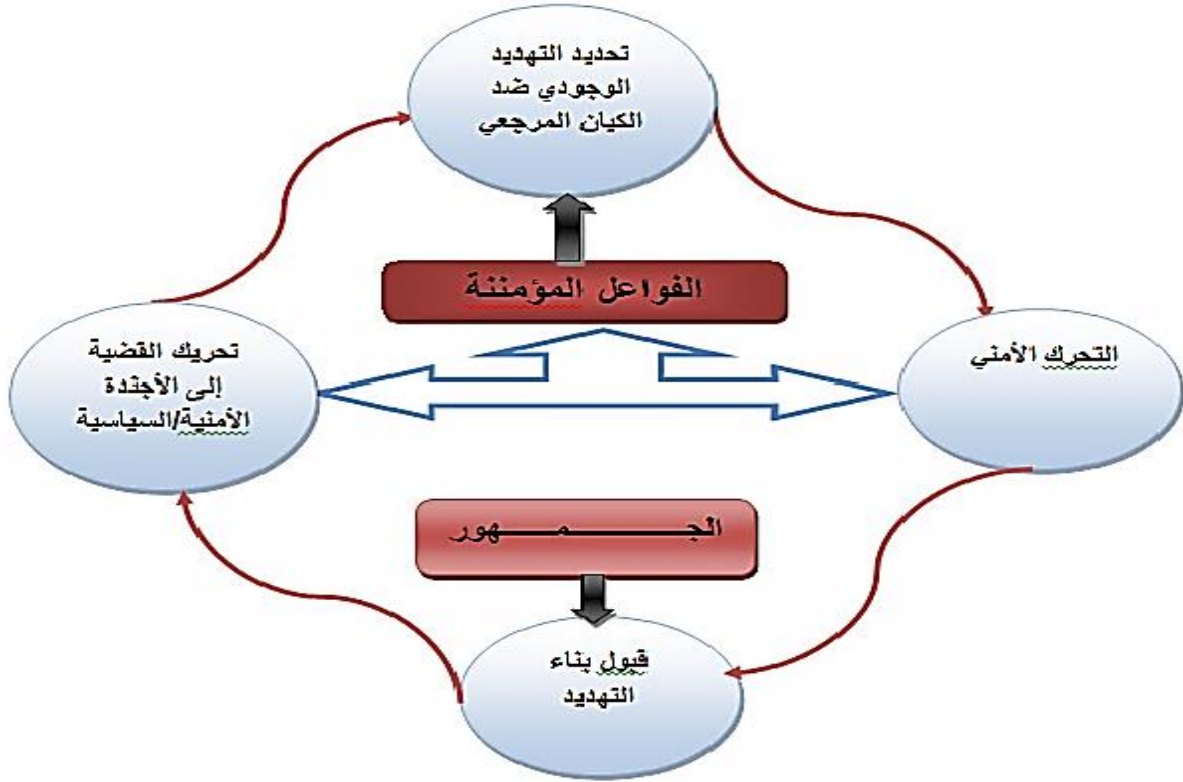 تحديد التهديد
الوجودي ضد
الكيان المرجعي
الفواعل المؤمننة
التحرك الأمني
تحريك القضية
إلى الأجندة
الأمنية/السياسية
الجـــــمـــــهور
قبول بناء
التهديد